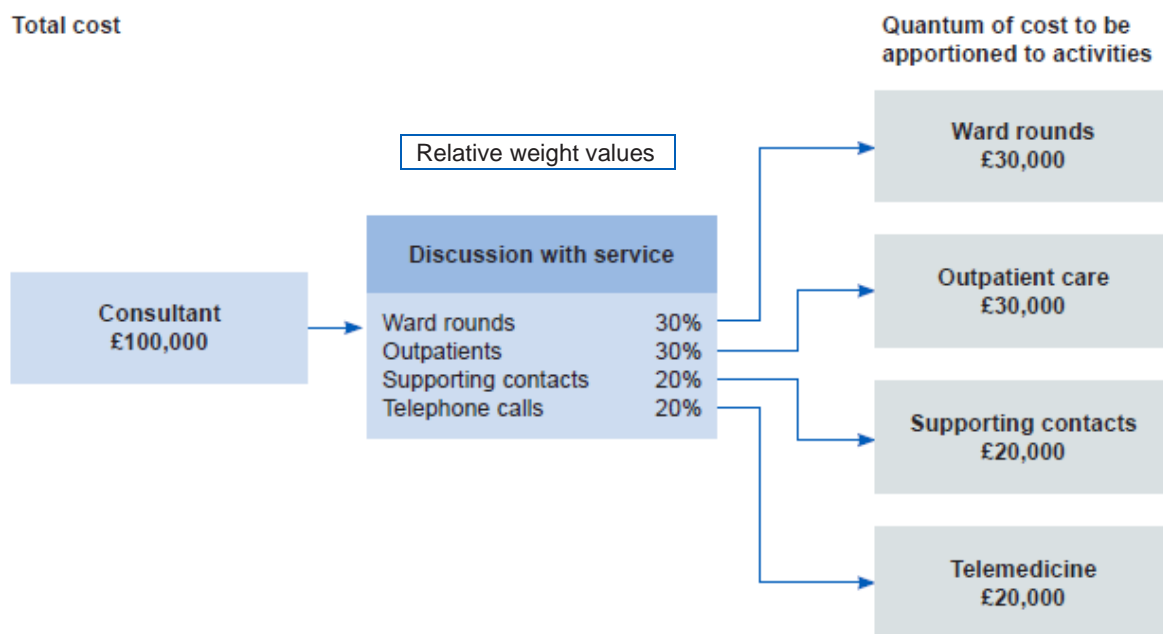 Total cost
Quantum of cost to be
apportioned to activities
Relative weight values
Consultant
£100,000
Discussion with service
Ward rounds 30%
Outpatients 30%
Supporting contacts 20%
Telephone calls 20%
Ward rounds
£30,000
Outpatient care
£30,000
Supporting contacts
£20,000
Telemedicine
£20,000